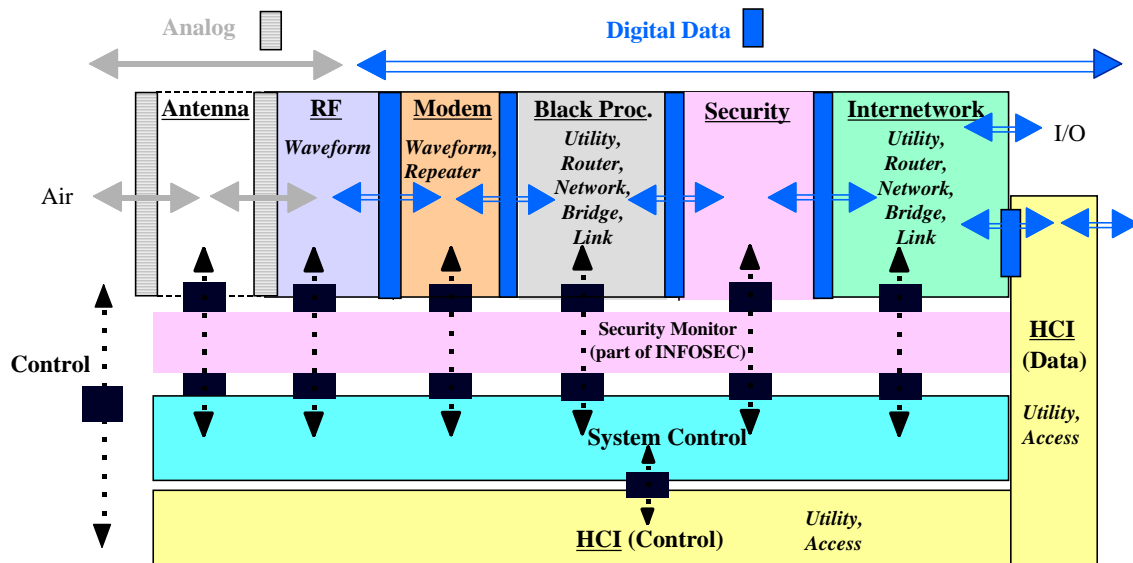 Analog
Digital Data
Antenna
RF
Waveform
Modem
Waveform,
Repeater
Black Proc.
Utility,
Router,
Network,
Bridge,
Link
Security
Internetwork
Utility,
Router,
Network,
Bridge,
Link
I/O
Air
Control
Security Monitor
(part of INFOSEC)
HCI
(Data)
Utility,
Access
System Control
HCI (Control)
Utility,
Access